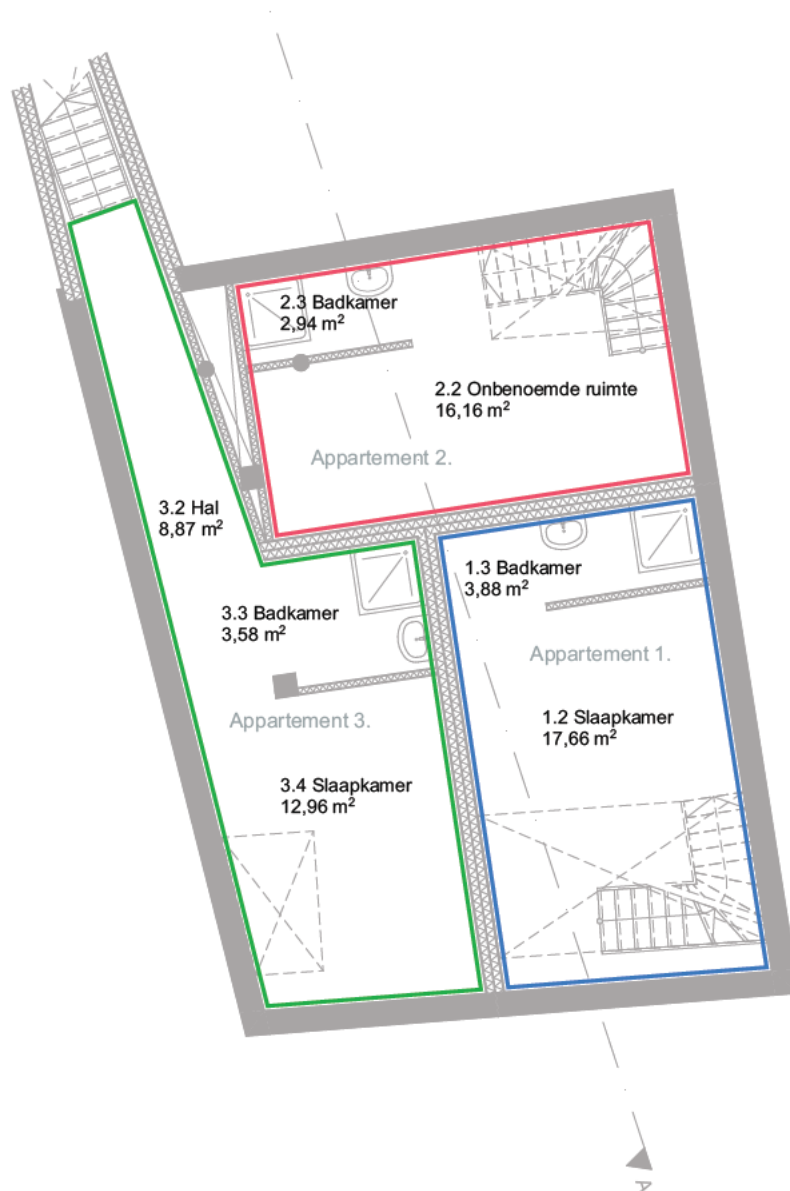 2.3 Badkamer
2,94 m²
2.2 Onbenoemde ruimte
16,16 m²
Appartement 2.
3.2 Hal
8,87 m²
1.3 Badkamer
3,88 m²
3.3 Badkamer
3,58 m²
Appartement 1.
1.2 Slaapkamer
17,66 m²
Appartement 3.
3.4 Slaapkamer
12,96 m²
A